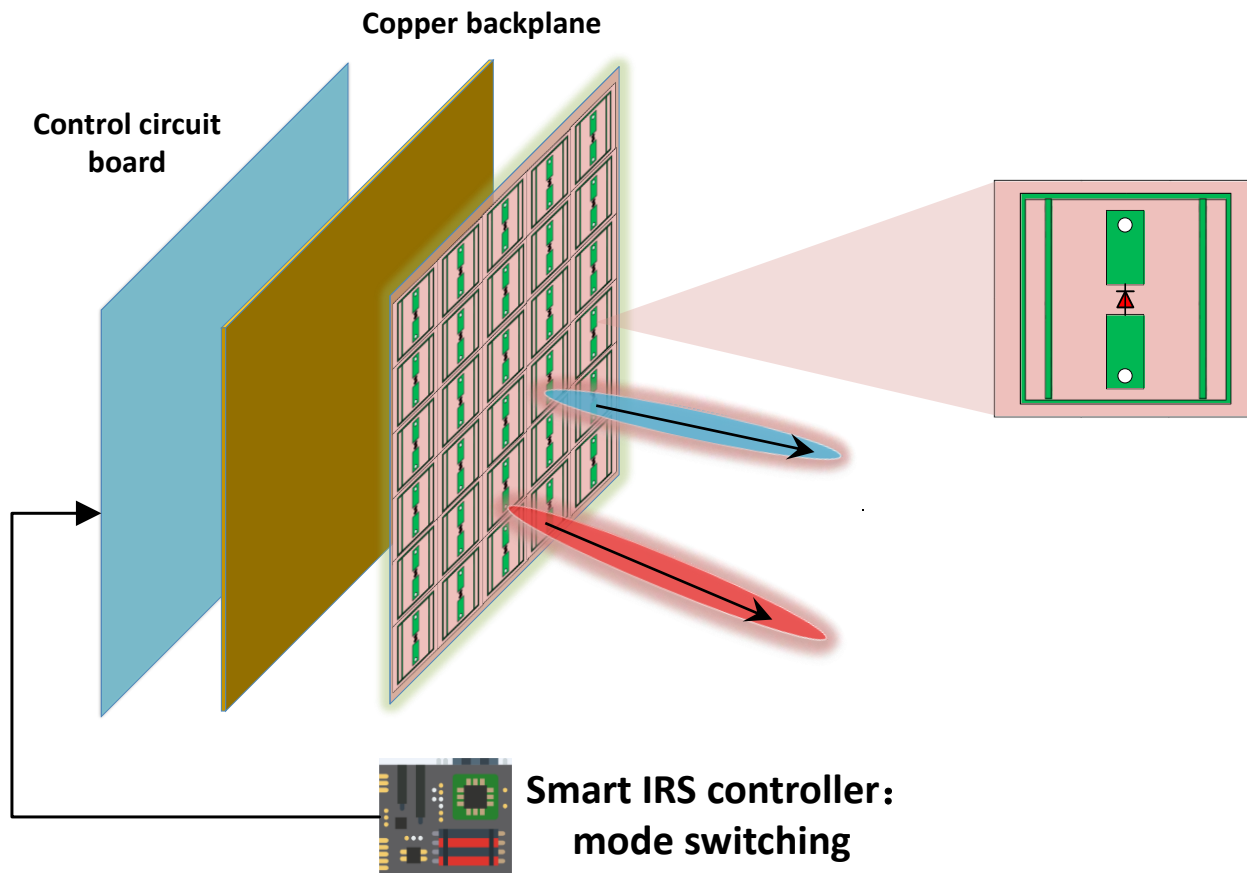 Copper backplane
Control circuit
board
Smart IRS controller：
mode switching